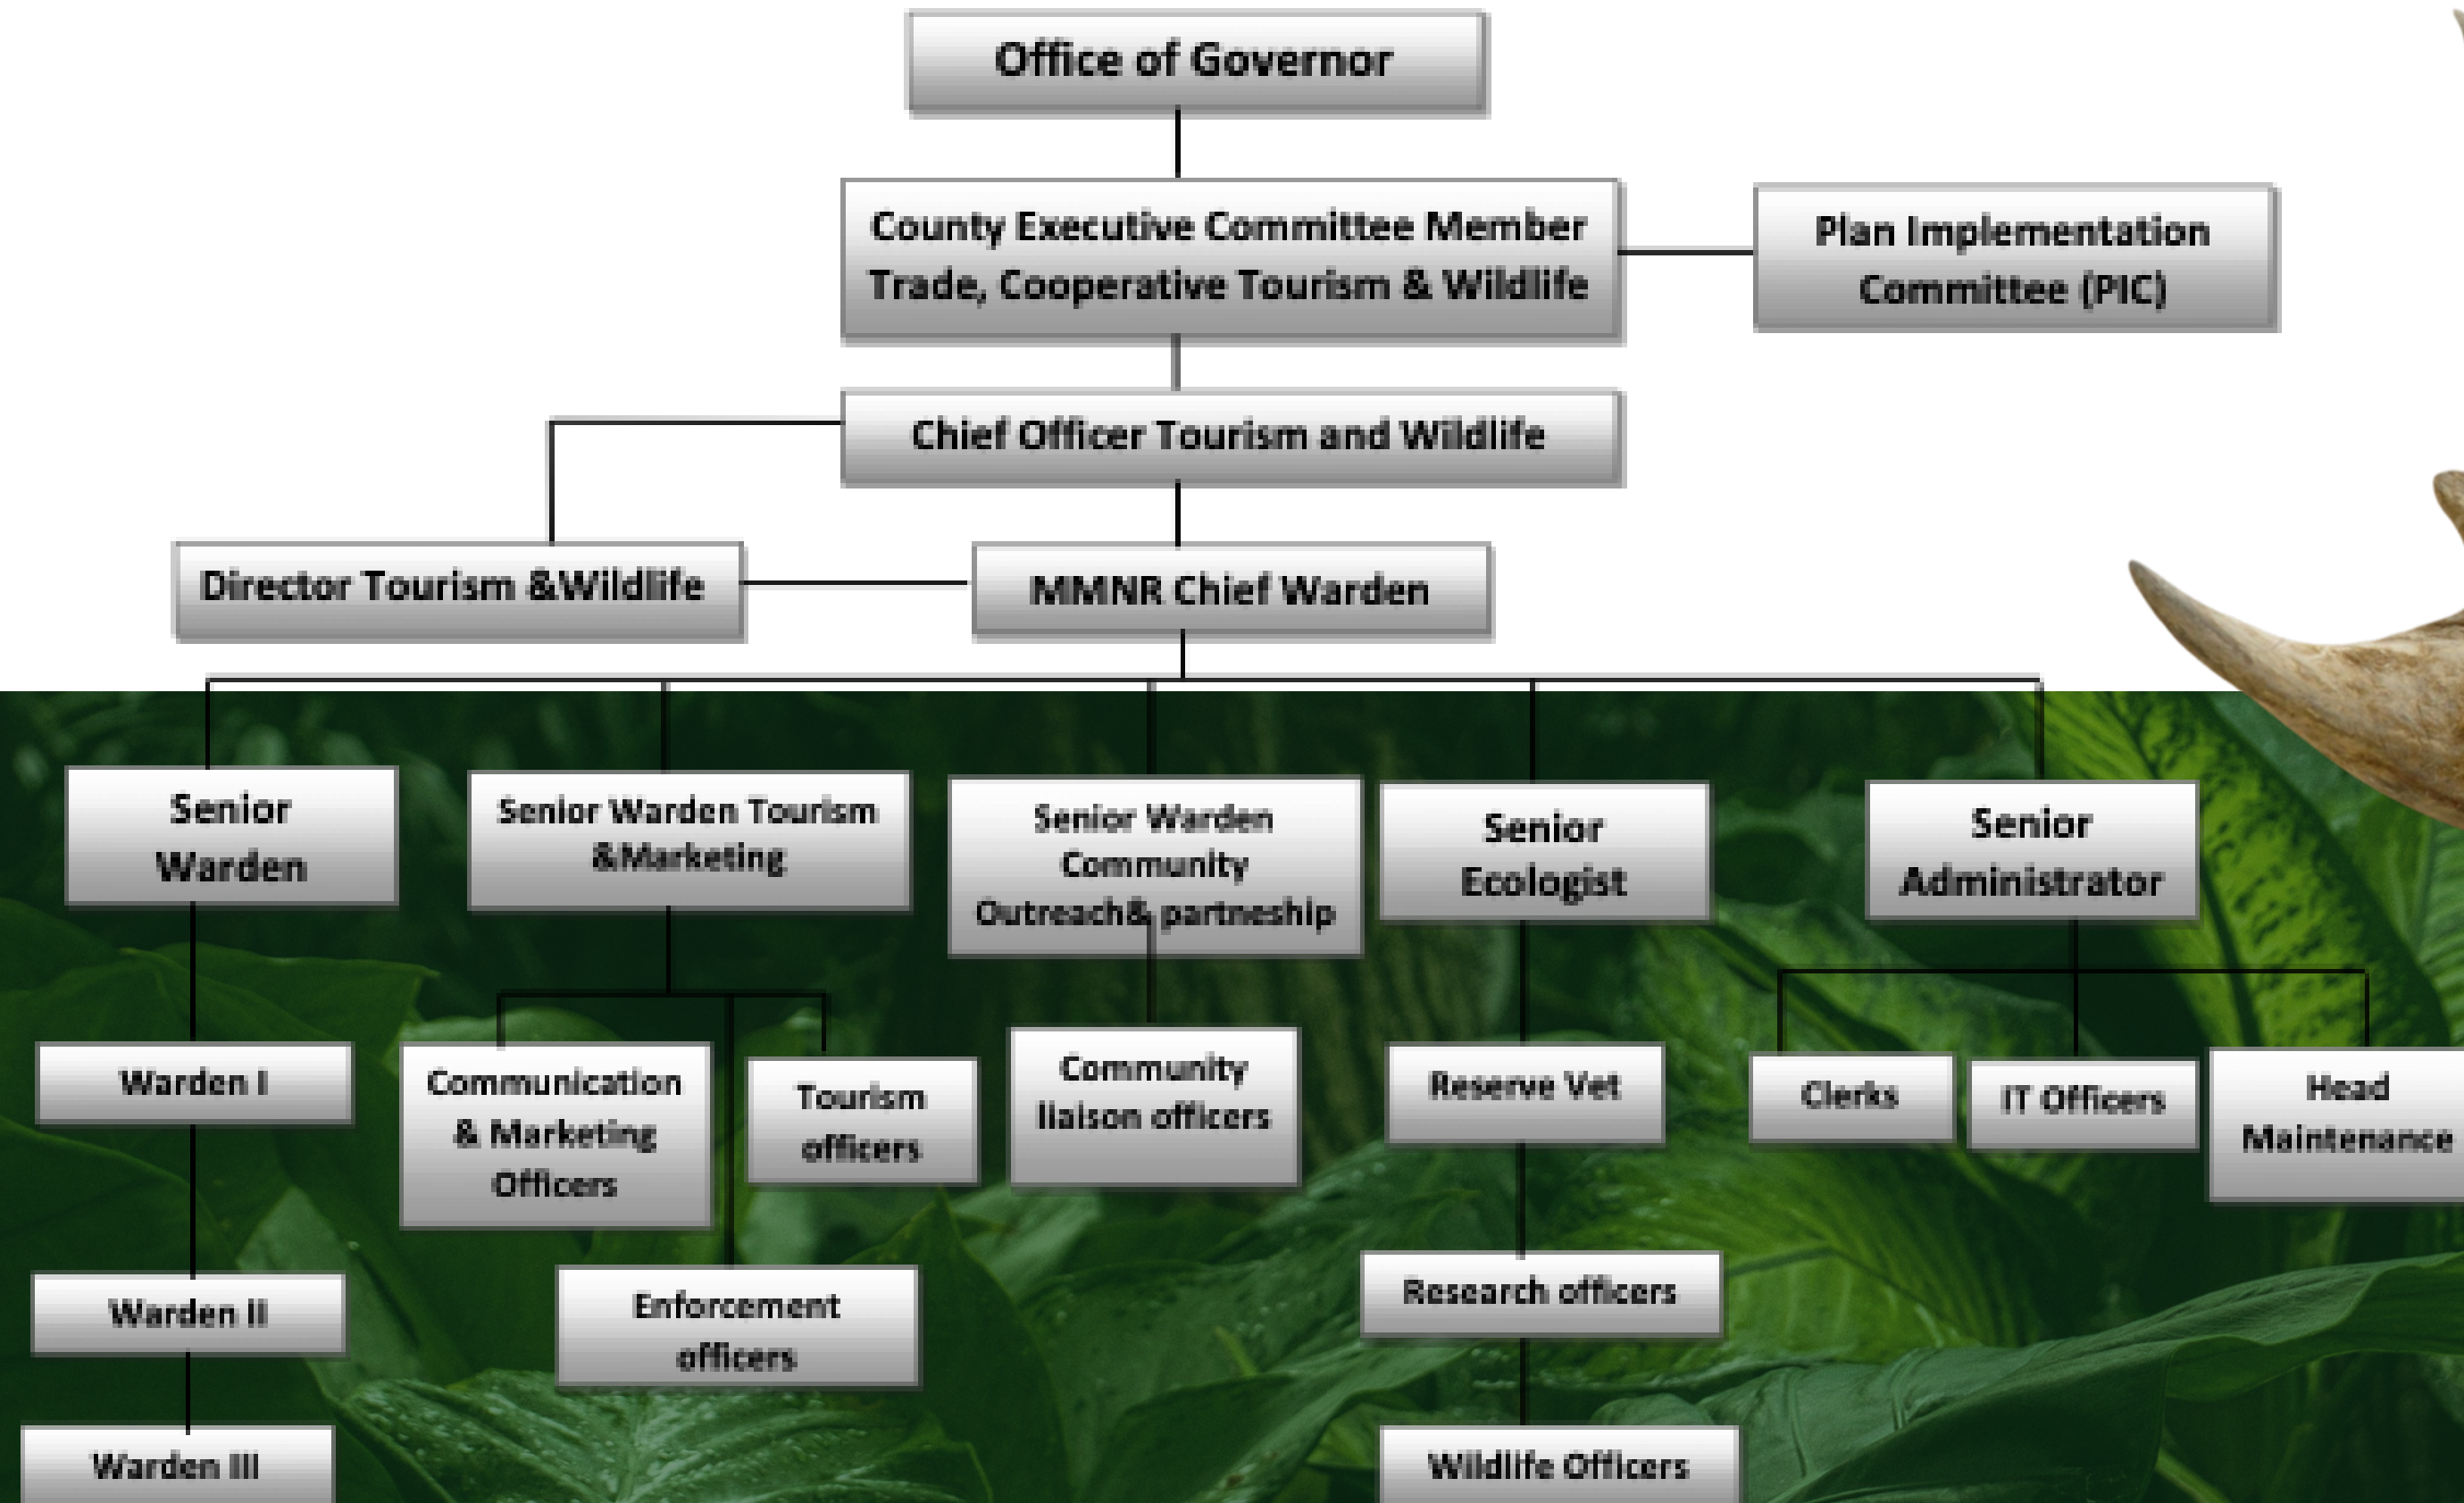 Office of Governor
County Executive Committee Member
Trade, Cooperative Tourism & Wildlife
Plan Implementation
Committee (PIC)
Chief Officer Tourism and Wildlife
Director Tourism &Wildlife
MMNR Chief Warden
Senior
Warden
Senior Warden Tourism
&Marketing
Senior Warden
Community
Outreach& partneship
Senior
Ecologist
Senior
Administrator
Warden I
Communication
& Marketing
Officers
Tourism
officers
Community
liaison officers
Reserve Vet
Clerks
IT Officers
Head
Maintenance
Warden II
Enforcement
officers
Research officers
Warden III
Wildlife Officers